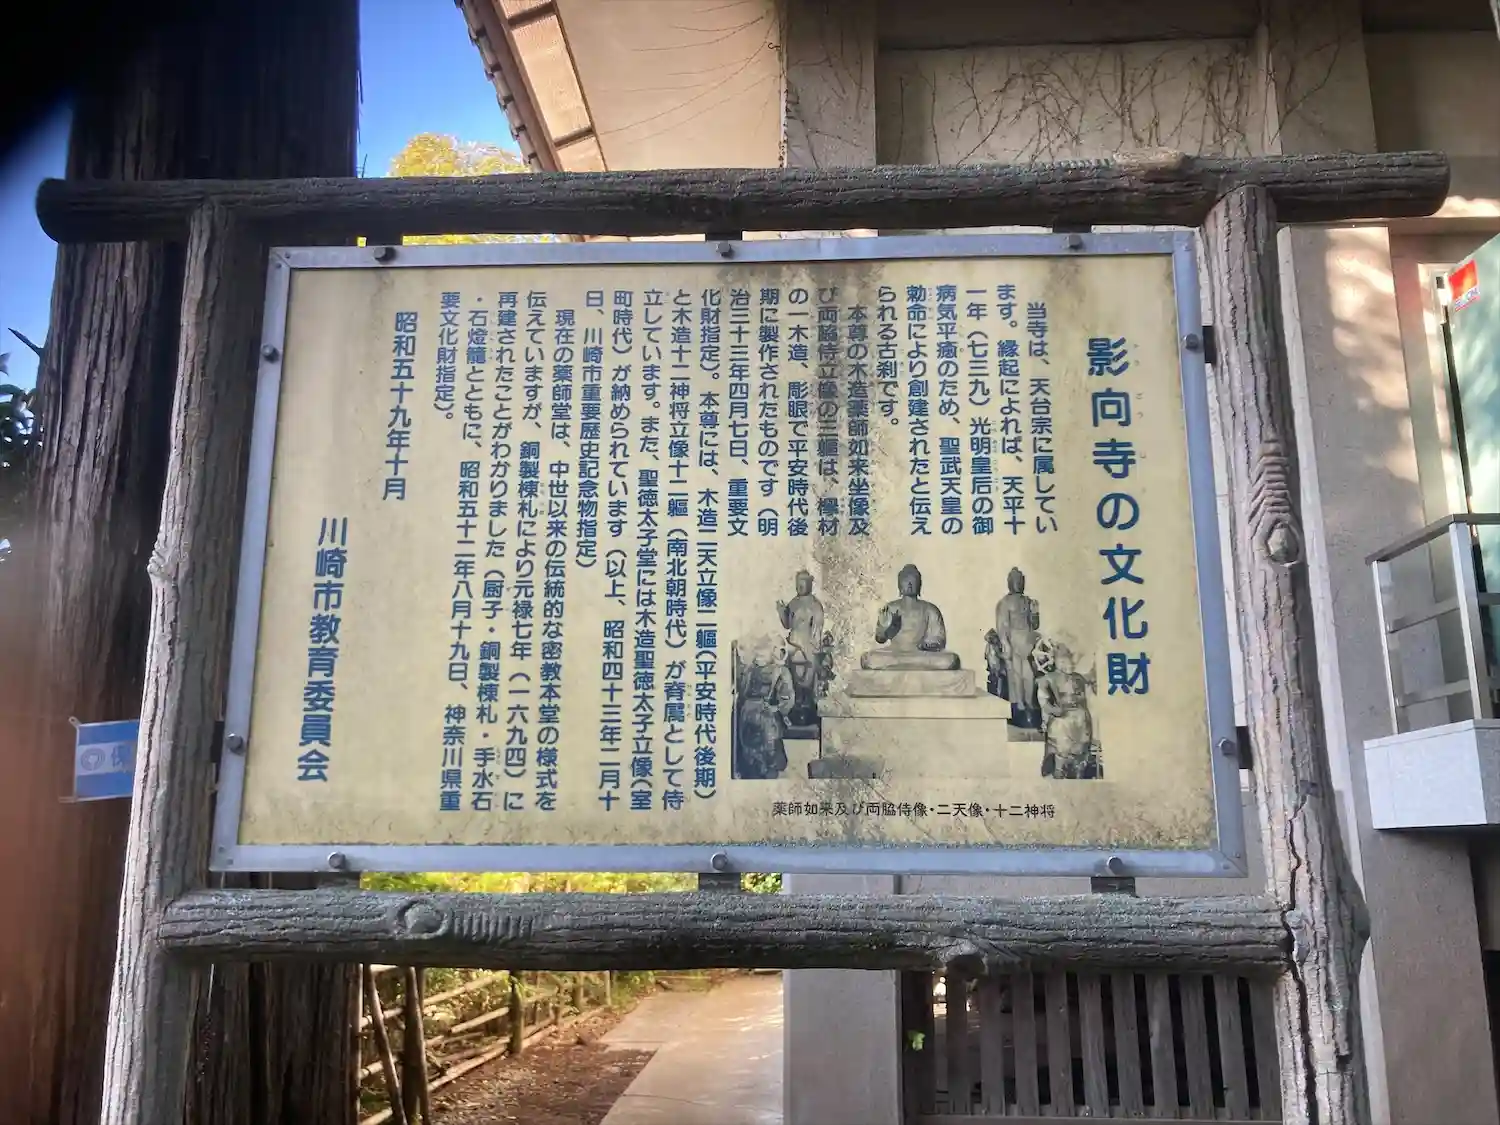 影向寺の文化財
当寺は、天台宗に属してい
ます。縁起によれば、天平十
一年（七三九）光明皇后の御
病気平癒のため、聖武天皇の
勅命により創建されたと伝え
られる古刹です。
本尊の木造薬師如来坐像及
び両脇侍立像の三軀は、欅材
の一木造、彫眼で平安時代後
期に製作されたものです（明
治三十三年四月七日、重要文
化財指定）。本尊には、木造二天立像二軀（平安時代後期）
と木造十二神将立像十二軀（南北朝時代）が脊属として侍
立しています。また、聖徳太子堂には木造聖徳太子立像（室
町時代）が納められています（以上、昭和四十三年二月十
日、川崎市重要歴史記念物指定）
現在の薬師堂は、中世以来の伝統的な密教本堂の様式を
伝えていますが、銅製棟札により元禄七年（一六九四）に
再建されたことがわかりました（厨子・銅製棟札・手水石
・石燈籠とともに、昭和五十二年八月十九日、神奈川県重
要文化財指定）。
昭和五十九年十月
川崎市教育委員会
薬師如来及び両脇侍像・二天像・十二神将